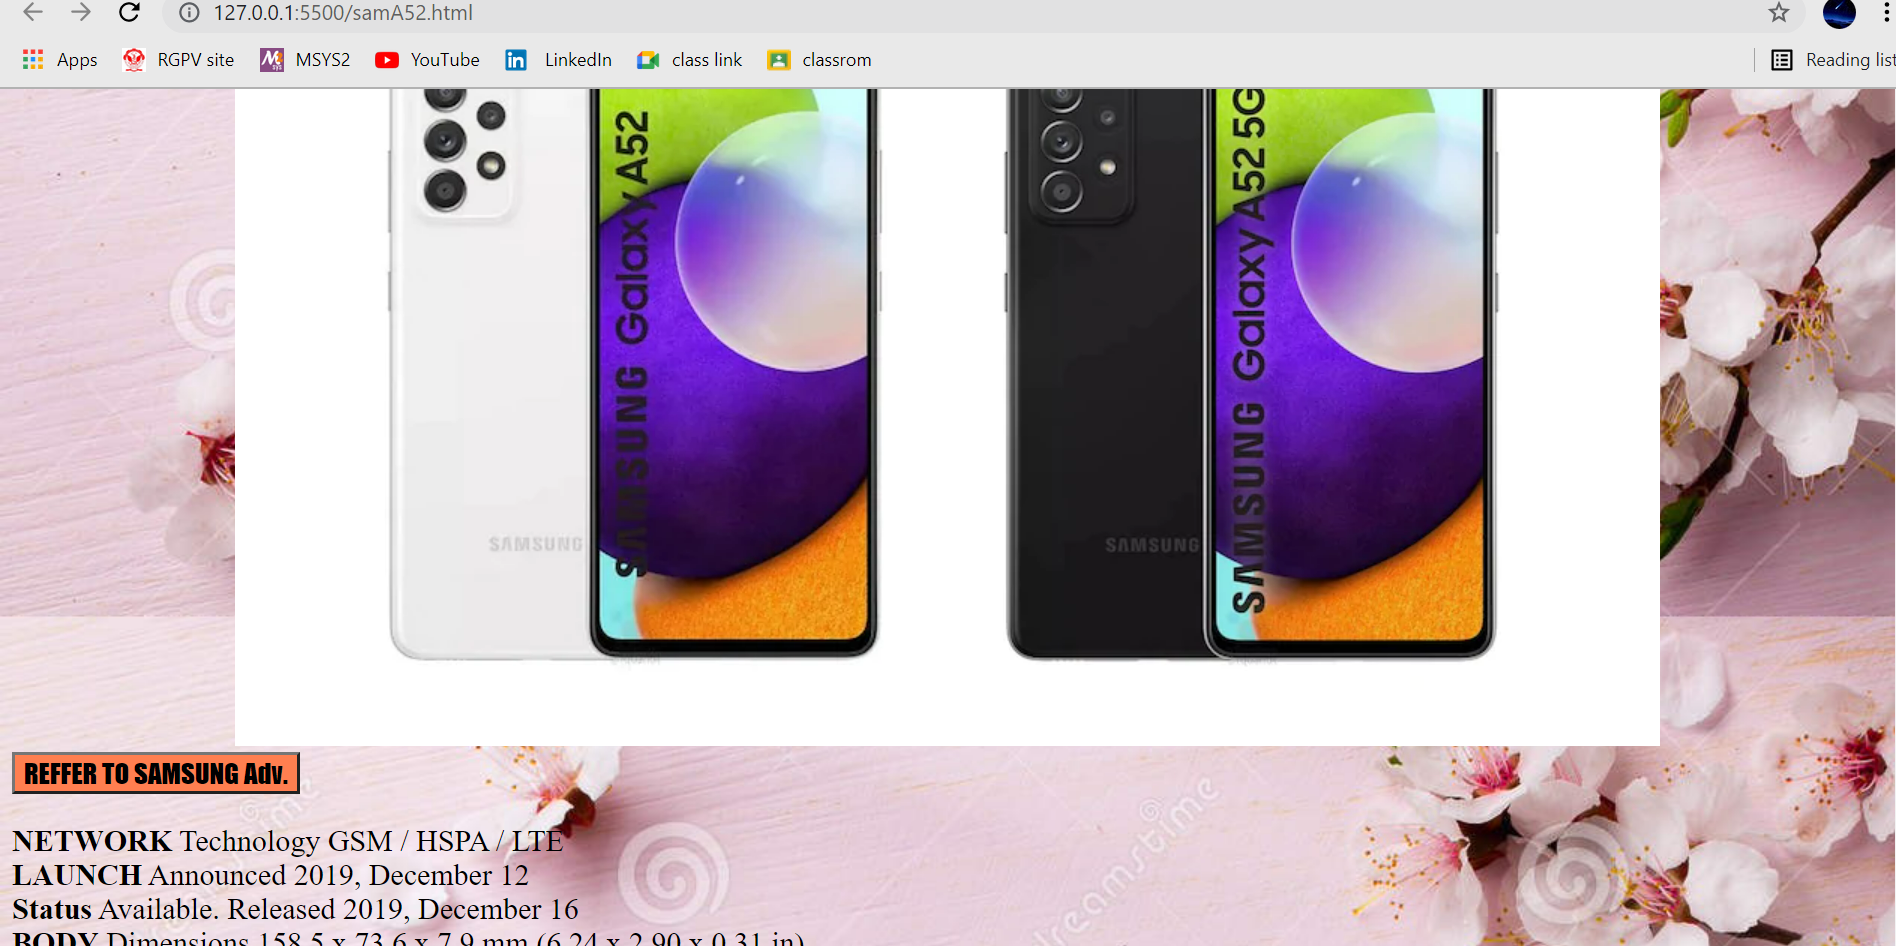 127.0.0.1:5500/samA52.html
Apps RGPV site MSYS2 YouTube LinkedIn class link classrom Reading list
SAMSUNG Galaxy A52
SAMSUNG
SAMSUNG Galaxy A52 5G
SAMSUNG
REFFER TO SAMSUNG Adv.
dreamstime
NETWORK Technology GSM / HSPA / LTE
LAUNCH Announced 2019, December 12
Status Available. Released 2019, December 16
BODY Dimensions 158.5 x 73.6 x 7.9 mm (6.24 x 2.90 x 0.31 in)